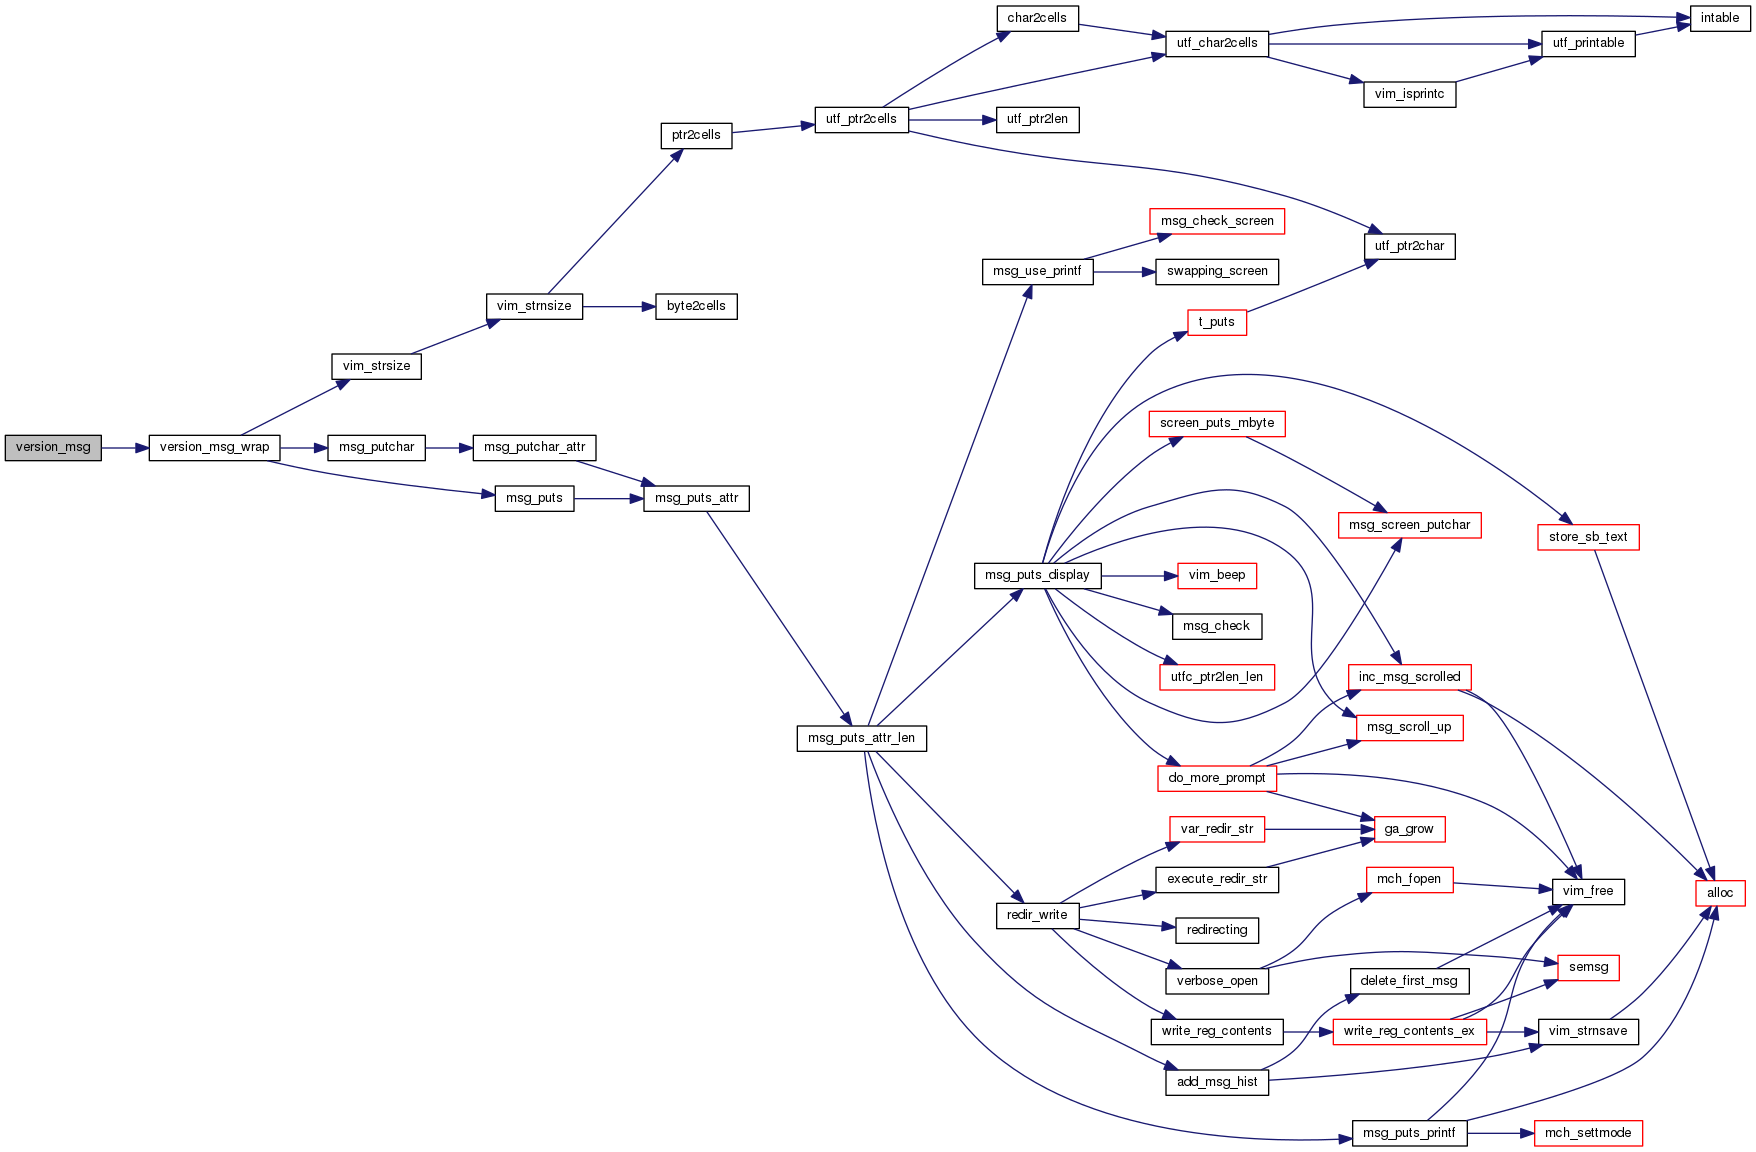 char2cells
intable
utf_char2cells
utf_printable
vim_isprintc
utf_ptr2cells
utf_ptr2len
ptr2cells
msg_check_screen
utf_ptr2char
msg_use_printf
swapping_screen
vim_strnsize
byte2cells
t_puts
vim_strsize
screen_puts_mbyte
version_msg
version_msg_wrap
msg_putchar
msg_putchar_attr
msg_puts
msg_puts_attr
msg_screen_putchar
store_sb_text
msg_puts_display
vim_beep
msg_check
utfc_ptr2len_len
inc_msg_scrolled
msg_scroll_up
msg_puts_attr_len
do_more_prompt
var_redir_str
ga_grow
execute_redir_str
mch_fopen
vim_free
alloc
redir_write
redirecting
semsg
verbose_open
delete_first_msg
write_reg_contents
write_reg_contents_ex
vim_strnsave
add_msg_hist
msg_puts_printf
mch_settmode